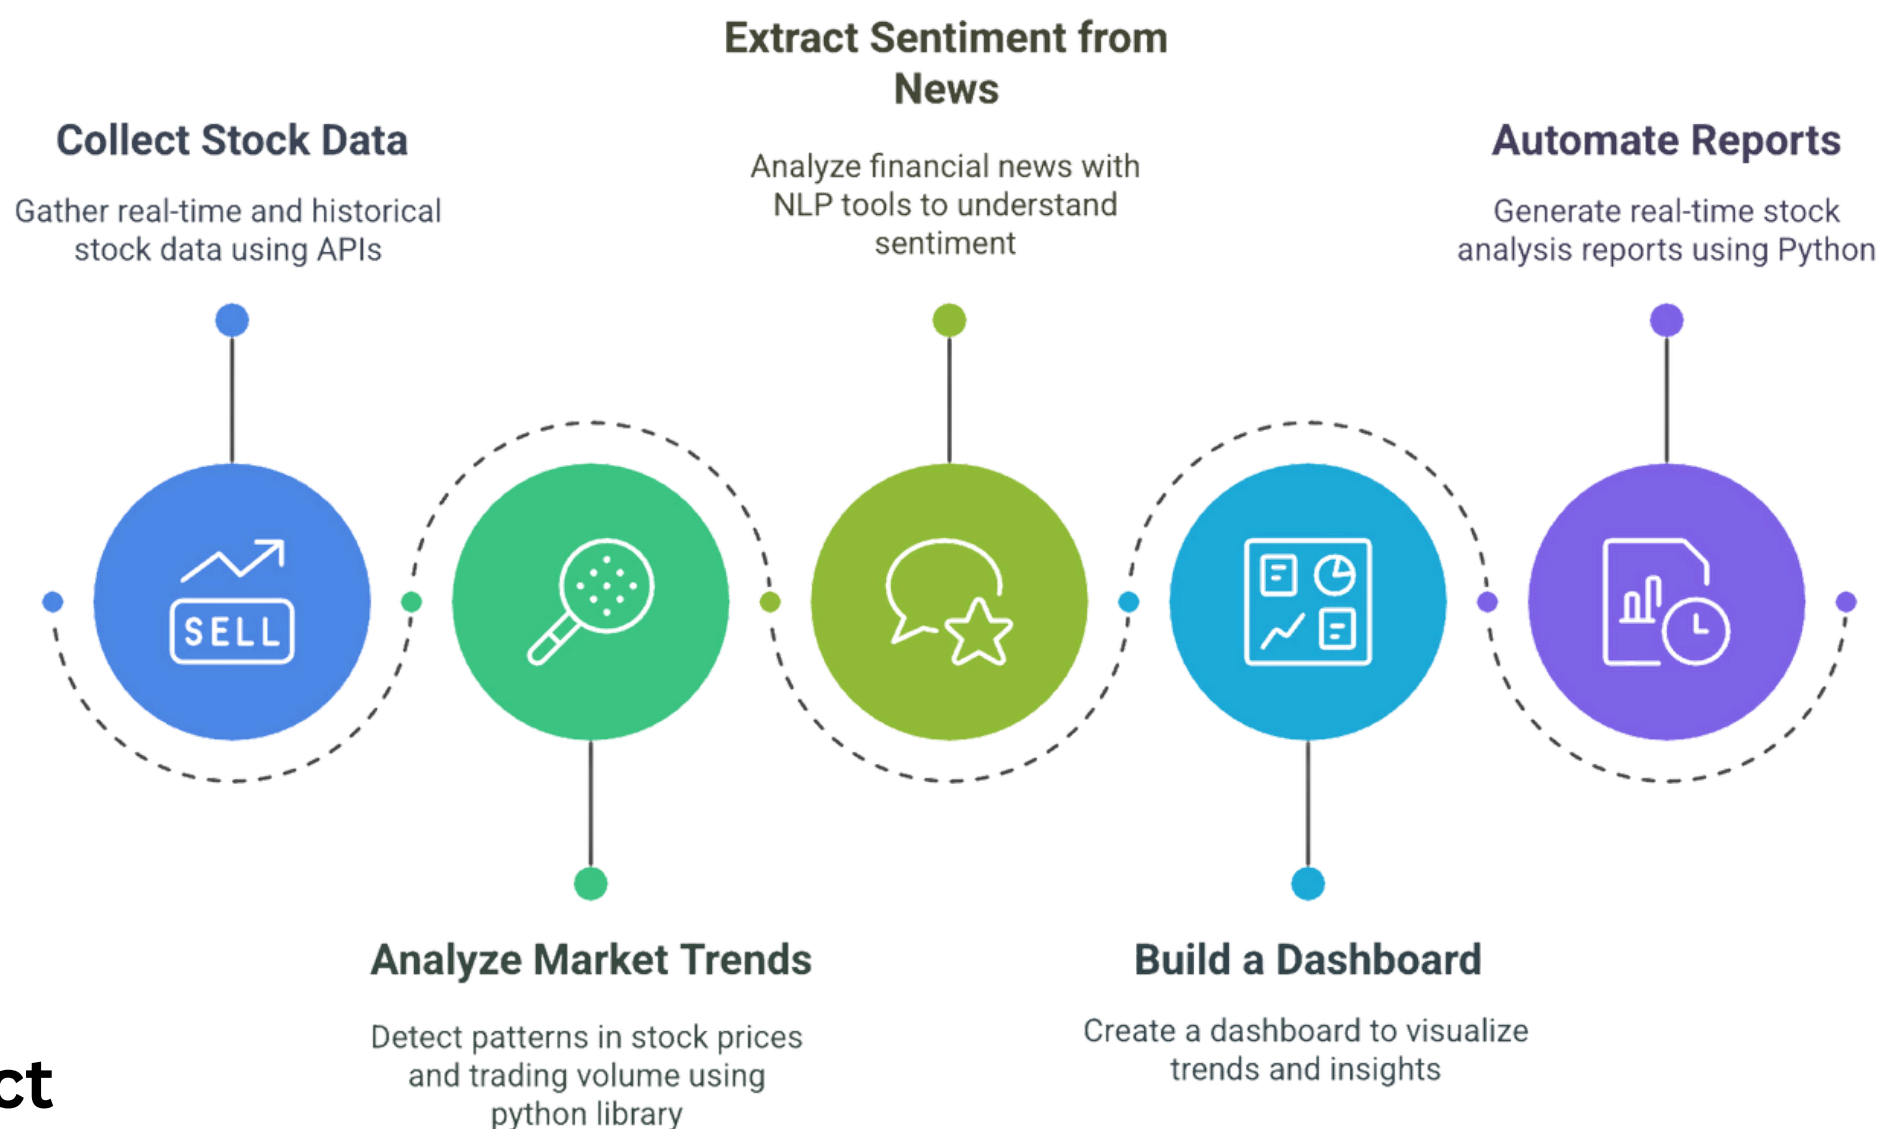 Collect Stock Data
Gather real-time and historical
stock data using APIs
SELL
Analyze Market Trends
Detect patterns in stock prices
and trading volume using
python library
Extract Sentiment from
News
Analyze financial news with
NLP tools to understand
sentiment
Build a Dashboard
Create a dashboard to visualize
trends and insights
Automate Reports
Generate real-time stock
analysis reports using Python
ct